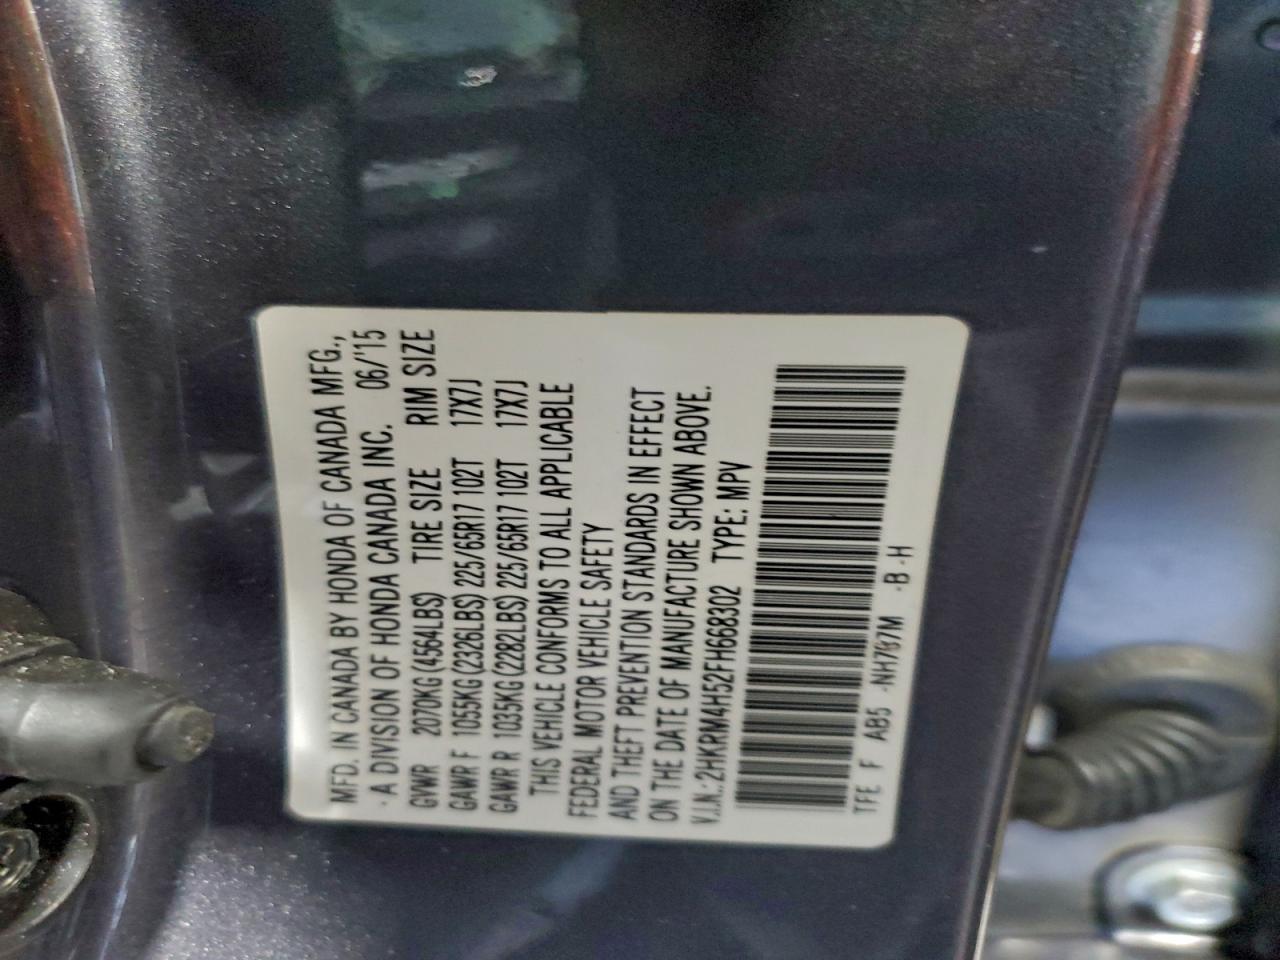 MFD. IN CANADA BY HONDA OF CANADA MFG.,
- A DIVISION OF HONDA CANADA INC. 06/'15
GVWR 2070KG (4564LBS) TIRE SIZE RIM SIZE
GAWR F 1055KG (2326LBS) 225/65R17 102T 17X7J
GAWR R 1035KG (2282LBS) 225/65R17 102T 17X7J
THIS VEHICLE CONFORMS TO ALL APPLICABLE
FEDERAL MOTOR VEHICLE SAFETY
AND THEFT PREVENTION STANDARDS IN EFFECT
ON THE DATE OF MANUFACTURE SHOWN ABOVE.
V.I.N.: 2HKRM4H52FH668302 TYPE: MPV
TFE F AB5 -NH767M -B -H